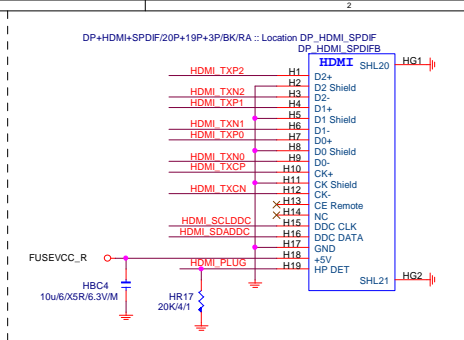 2
DP+HDMI+SPDIF/20P+19P+3P/BK/RA :: Location DP_HDMI_SPDIF
DP_HDMI_SPDIFB
HDMI SHL20 HG1
HDMI_TXP2 H1 D2+
H2 D2 Shield
HDMI_TXN2 H3 D2-
HDMI_TXP1 H4 D1+
H5 D1 Shield
HDMI_TXN1 H6 D1-
HDMI_TXP0 H7 D0+
H8 D0 Shield
HDMI_TXN0 H9 D0-
HDMI_TXCP H10 CK+
H11 CK Shield
HDMI_TXCN H12 CK-
H13 CE Remote
H14 NC
HDMI_SCLDDC H15 DDC CLK
HDMI_SDADDC H16 DDC DATA
H17 GND
FUSEVCC_R H18 +5V
HDMI_PLUG H19 HP DET
SHL21 HG2
HBC4
10u/6/X5R/6.3V/M
HR17
20K/4/1